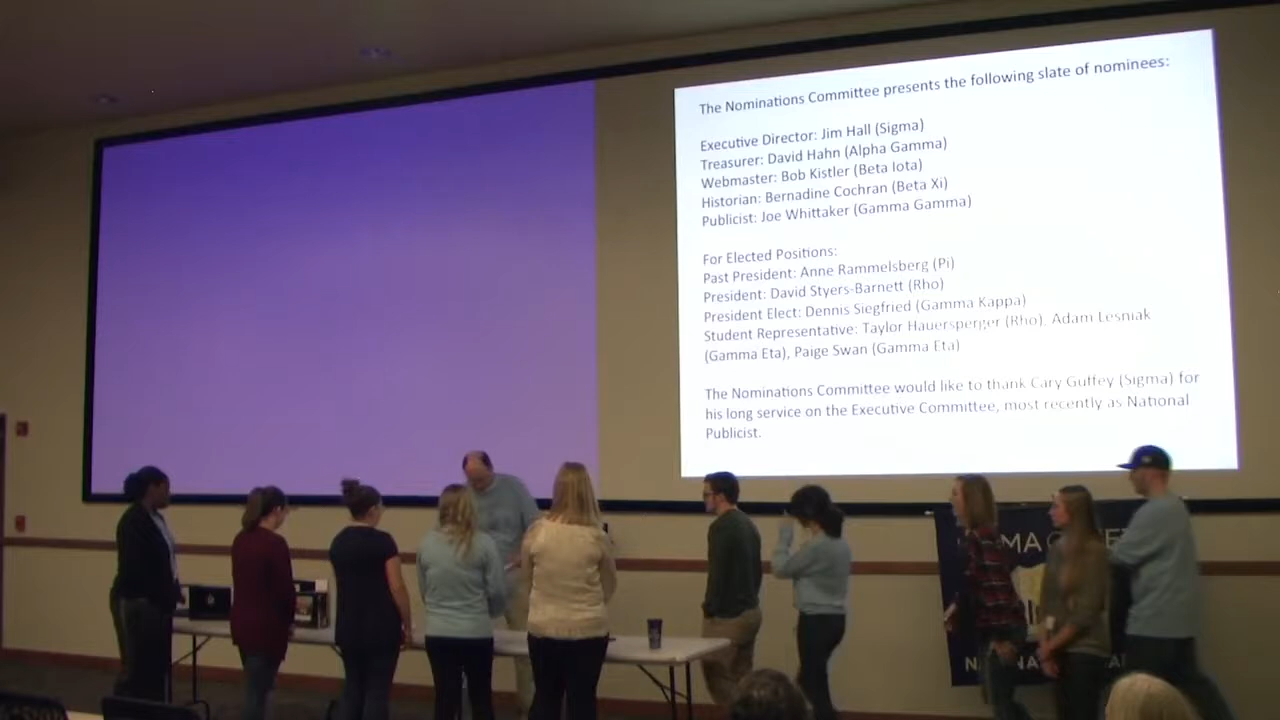 The Nominations Committee presents the following slate of nominees:
Executive Director: Jim Hall (Sigma)
Treasurer: David Hahn (Alpha Gamma)
Webmaster: Bob Kistler (Beta Iota)
Historian: Bernadine Cochran (Beta Xi)
Publicist: Joe Whittaker (Gamma Gamma)
For Elected Positions:
Past President: Anne Rammelsberg (Pi)
President: David Styers-Barnett (Rho)
President Elect: Dennis Siegfried (Gamma Kappa)
Student Representative: Taylor Hauersperger (Rho), Adam Lesniak
(Gamma Eta), Paige Swan (Gamma Eta)
The Nominations Committee would like to thank Cary Guffey (Sigma) for
his long service on the Executive Committee, most recently as National
Publicist.